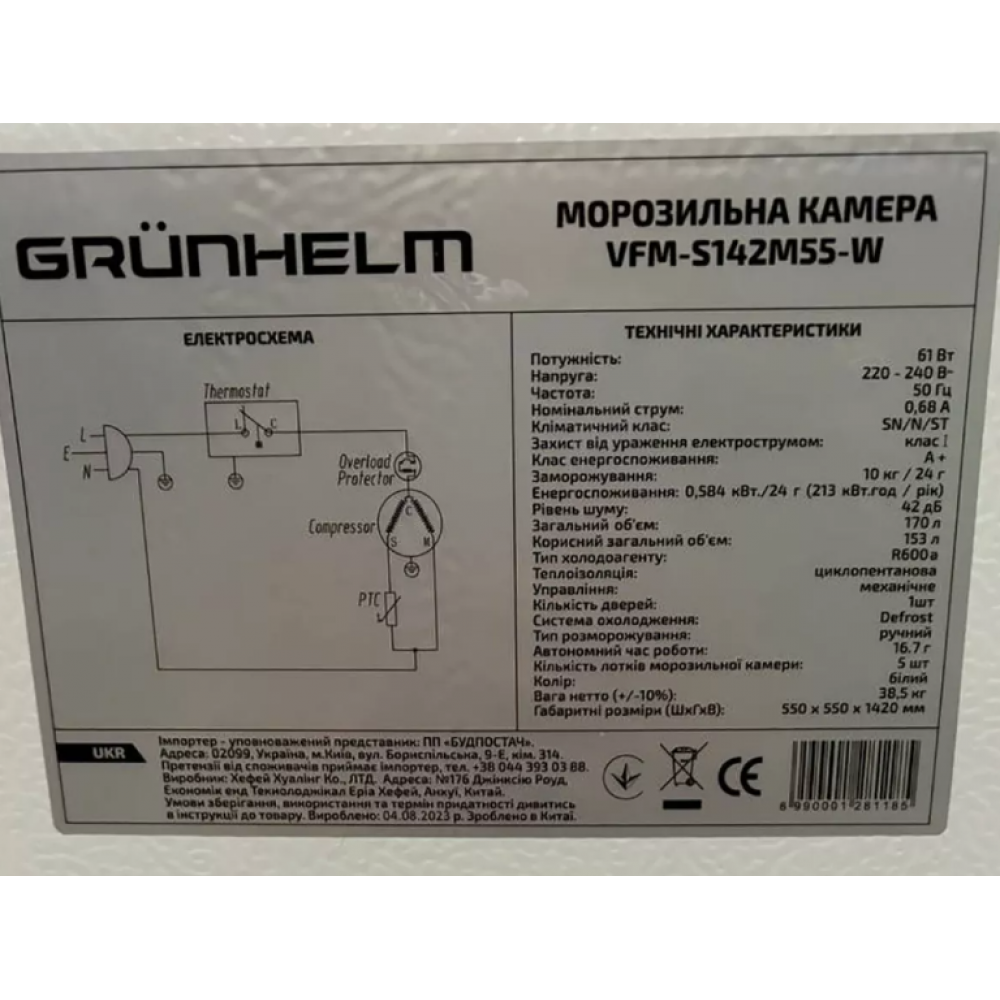 GRÜNHELM
МОРОЗИЛЬНА КАМЕРА
VFM-S142M55-W
ЕЛЕКТРОСХЕМА
Thermostat
L C
L
E
N
Overload
Protector
C
Compressor
S M
PTC
ТЕХНІЧНІ ХАРАКТЕРИСТИКИ
Потужність: 61 Вт
Напруга: 220 - 240 В~
Частота: 50 Гц
Номінальний струм: 0,68 А
Кліматичний клас: SN/N/ST
Захист від ураження електрострумом: клас I
Клас енергоспоживання: А +
Заморожування: 10 кг / 24 г
Енергоспоживання: 0,584 кВт./24 г (213 кВт.год / рік)
Рівень шуму: 42 дб
Загальний об'єм: 170 л
Корисний загальний об'єм: 153 л
Тип холодоагенту: R600a
Теплоізоляція: циклопентанова
Управління: механічне
Кількість дверей: 1шт
Система охолодження: Defrost
Тип розморожування: ручний
Автономний час роботи: 16.7 г
Кількість лотків морозильної камери: 5 шт
Колір: білий
Вага нетто (+/-10%): 38,5 кг
Габаритні розміри (ШхГхВ): 550 x 550 x 1420 мм
UKR
Імпортер - уповноважений представник: ПП «БУДПОСТАЧ».
Адреса: 02099, Україна, м.Київ, вул. Бориспільська, 9-Е, кім. 314.
Претензії від споживачів приймає імпортер, тел. +38 044 393 03 88.
Виробник: Хефей Хуалінг Ко., ЛТД. Адреса: №176 Джінксію Роуд,
Економік енд Текнолоджікал Еріа Хефей, Анхуї, Китай.
Умови зберігання, використання та термін придатності дивитись
в інструкції до товару. Вироблено: 04.08.2023 р. Зроблено в Китаї.
CE
6 990001 281185